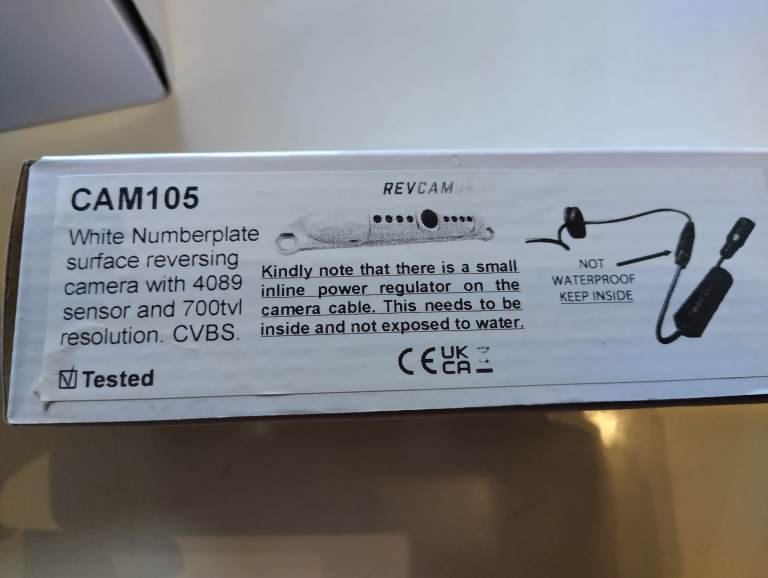 CAM105
White Numberplate
surface reversing
camera with 4089
sensor and 700tvl
resolution. CVBS.
☑ Tested
REVCAMUK
Kindly note that there is a small
inline power regulator on the
camera cable. This needs to be
inside and not exposed to water.
CE UK
CA
NOT
WATERPROOF
KEEP INSIDE